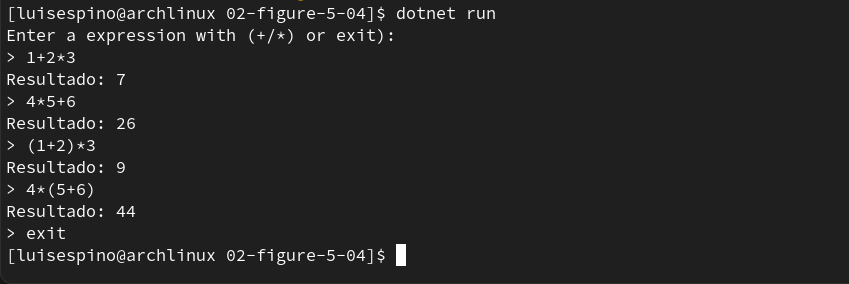 [luisespino@archlinux 02-figure-5-04]$ dotnet run
Enter a expression with (+/*) or exit):
> 1+2*3
Resultado: 7
> 4*5+6
Resultado: 26
> (1+2)*3
Resultado: 9
> 4*(5+6)
Resultado: 44
> exit
[luisespino@archlinux 02-figure-5-04]$